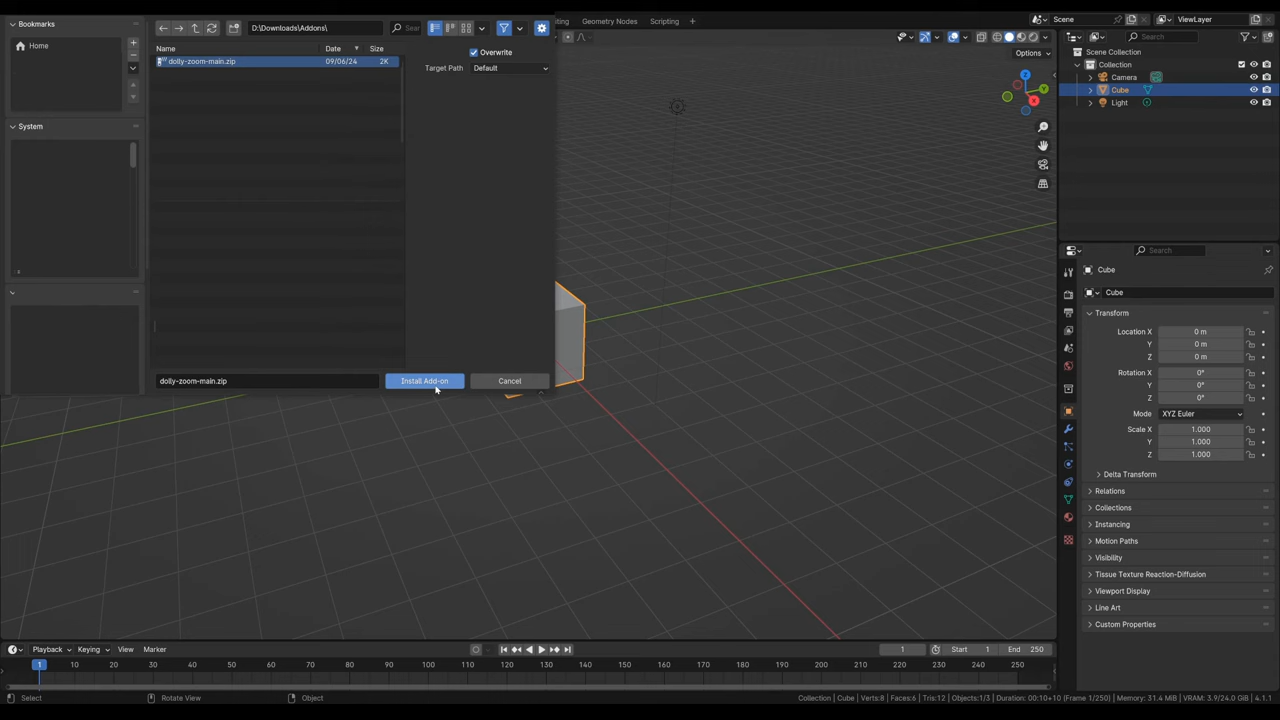 Bookmarks
Home
System
D:\Downloads\Addons\
Sear
Name Date Size
dolly-zoom-main.zip 09/06/24 2K
Overwrite
Target Path Default
dolly-zoom-main.zip Install Add-on Cancel
Geometry Nodes Scripting +
Scene ViewLayer
Options
Search
Scene Collection
Collection
Camera
Cube
Light
X
Y
Search
Cube
Cube
Transform
Location X 0 m
Y 0 m
Z 0 m
Rotation X 0°
Y 0°
Z 0°
Mode XYZ Euler
Scale X 1.000
Y 1.000
Z 1.000
Delta Transform
Relations
Collections
Instancing
Motion Paths
Visibility
Tissue Texture Reaction-Diffusion
Viewport Display
Line Art
Custom Properties
Playback Keying View Marker
1 Start 1 End 250
1 10 20 30 40 50 60 70 80 90 100 110 120 130 140 150 160 170 180 190 200 210 220 230 240 250
Select Rotate View Object
Collection | Cube | Verts:8 | Faces:6 | Tris:12 | Objects:1/3 | Duration: 00:10+10 (Frame 1/250) | Memory: 31.4 MiB | VRAM: 3.9/24.0 GiB | 4.1.1